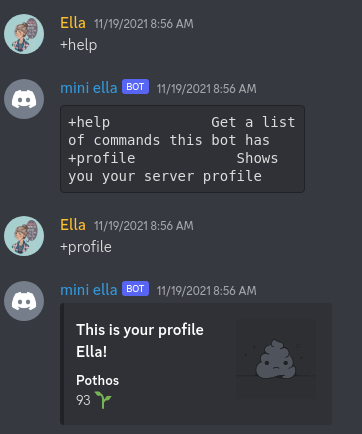 Ella 11/19/2021 8:56 AM
+help
mini ella BOT 11/19/2021 8:56 AM
+help Get a list
of commands this bot has
+profile Shows
you your server profile
Ella 11/19/2021 8:56 AM
+profile
mini ella BOT 11/19/2021 8:56 AM
This is your profile
Ella!
Pothos
93 🌱